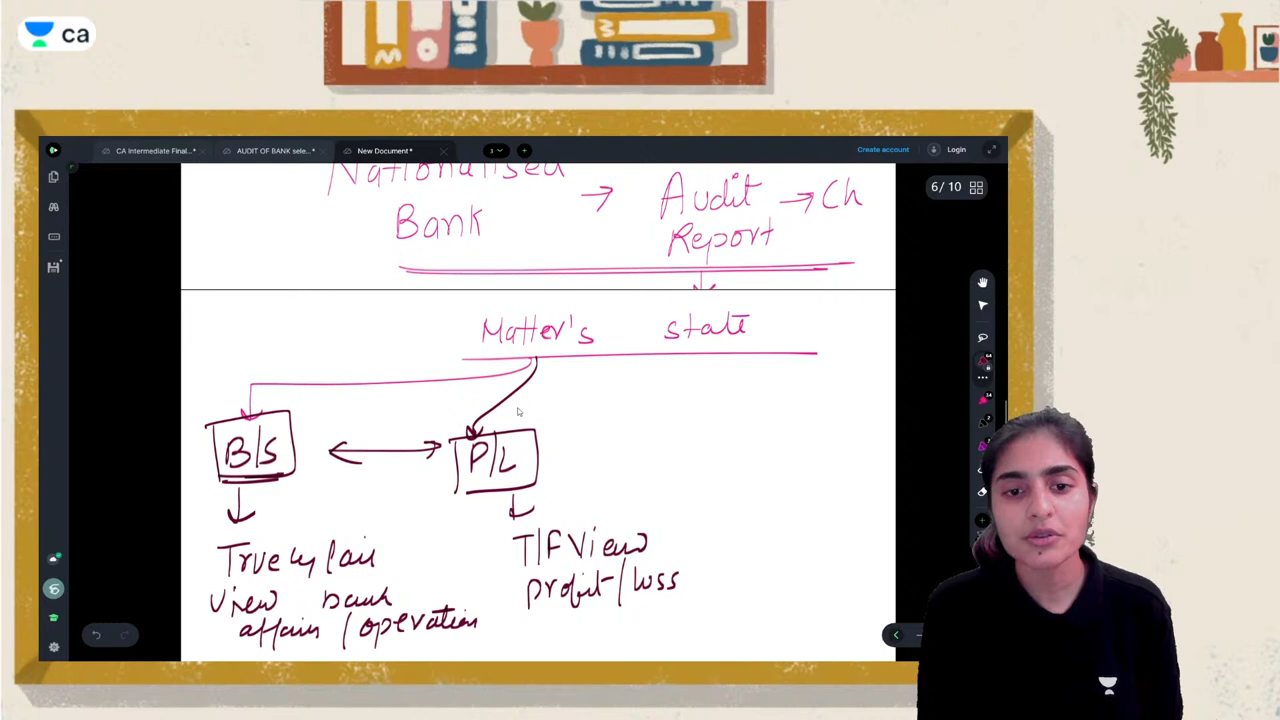 ca
CA Intermediate Final...*
AUDIT OF BANK sele...*
New Document*
Create account
Login
6/ 10
Nationalised
Bank
→ Audit → Ch
Report
Matter's state
B/S
P/L
True & fair
view bank
affairs / operation
T/F View
profit/loss